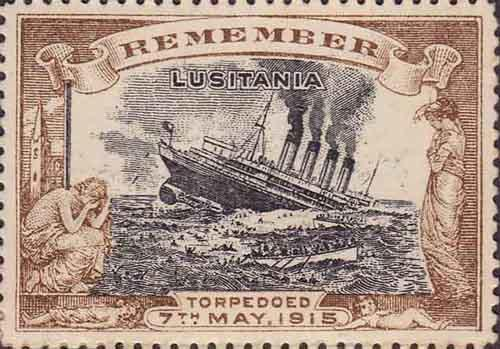 REMEMBER
LUSITANIA
TORPEDOED
7TH MAY, 1915